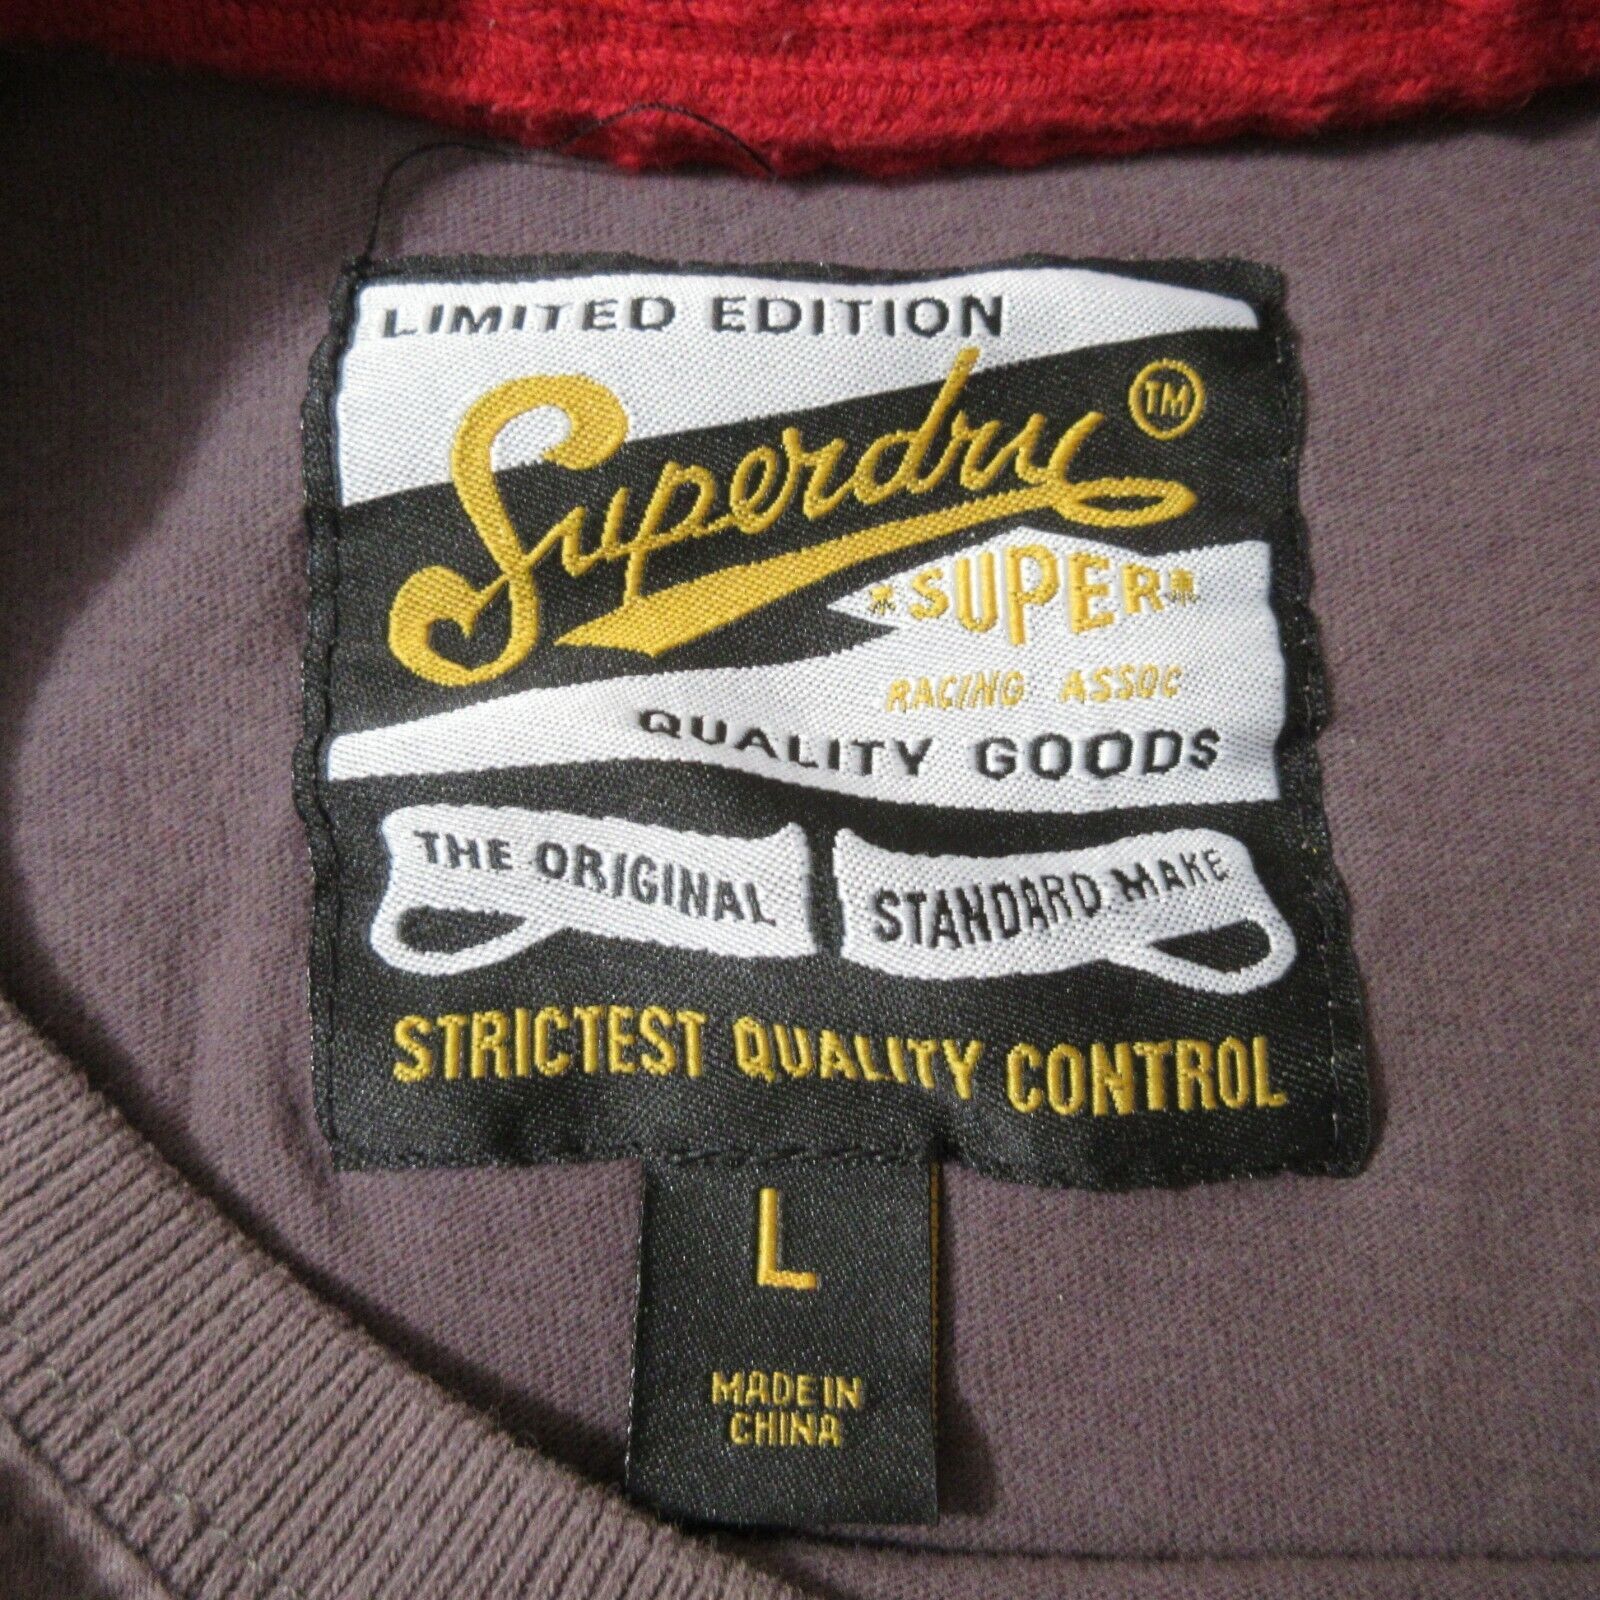 LIMITED EDITION
Superdry TM
SUPER
RACING ASSOC
QUALITY GOODS
THE ORIGINAL STANDARD MAKE
STRICTEST QUALITY CONTROL
L
MADE IN
CHINA